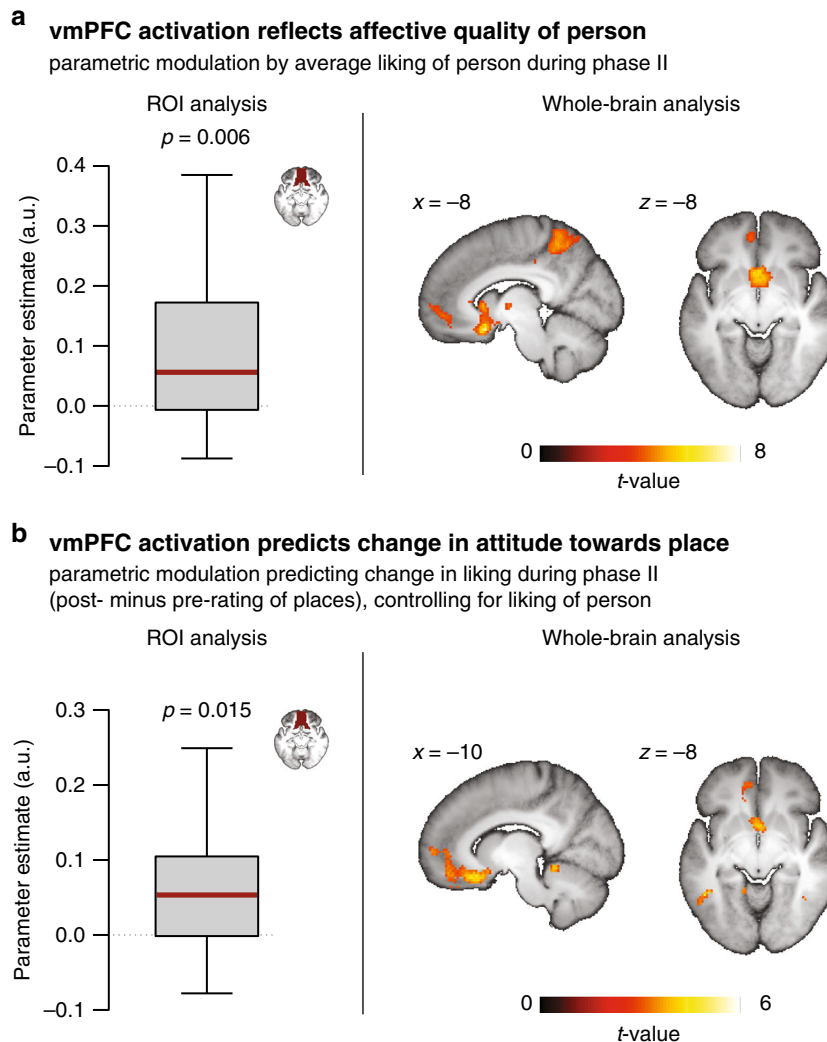 a
vmPFC activation reflects affective quality of person
parametric modulation by average liking of person during phase II
ROI analysis
Whole-brain analysis
p = 0.006
0.4
0.3
0.2
0.1
0.0
–0.1
Parameter estimate (a.u.)
x = –8
z = –8
0
8
t-value
b
vmPFC activation predicts change in attitude towards place
parametric modulation predicting change in liking during phase II
(post- minus pre-rating of places), controlling for liking of person
ROI analysis
Whole-brain analysis
p = 0.015
0.3
0.2
0.1
0.0
–0.1
Parameter estimate (a.u.)
x = –10
z = –8
0
6
t-value